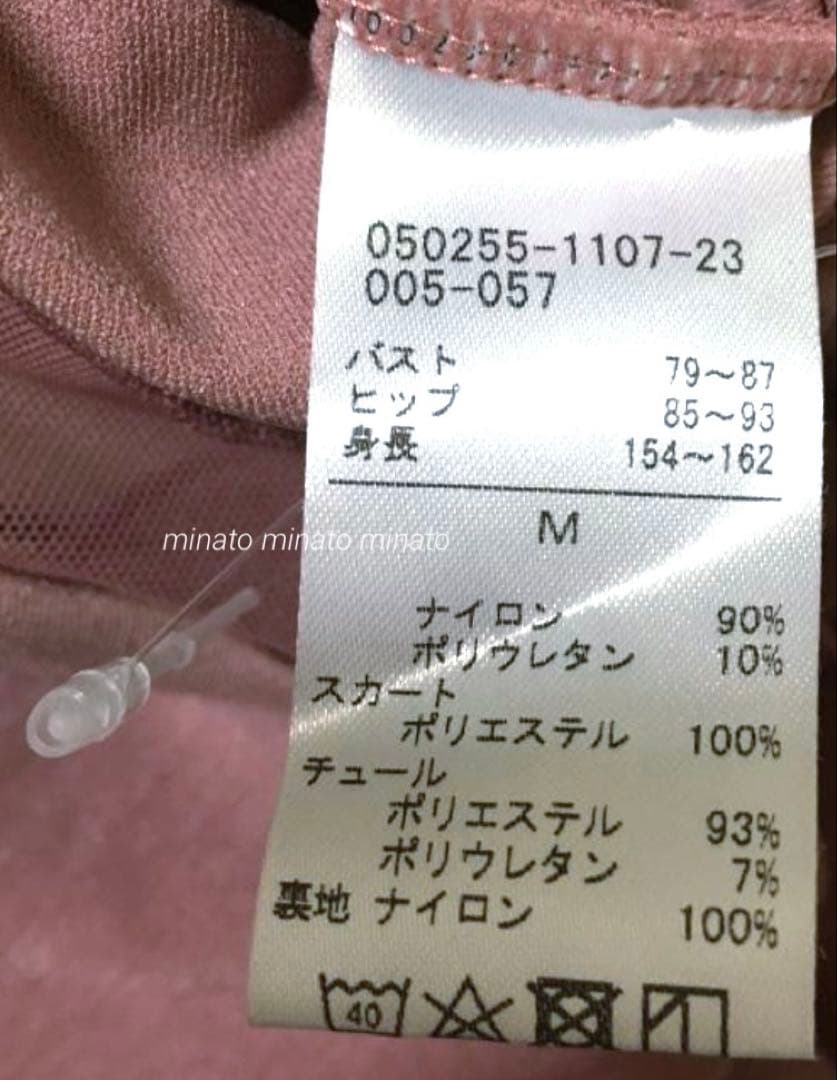 050255-1107-23
005-057
バスト 79～87
ヒップ 85～93
身長 154～162
minato minato minato
M
ナイロン 90%
ポリウレタン 10%
スカート
ポリエステル 100%
チュール
ポリエステル 93%
ポリウレタン 7%
裏地 ナイロン 100%
40